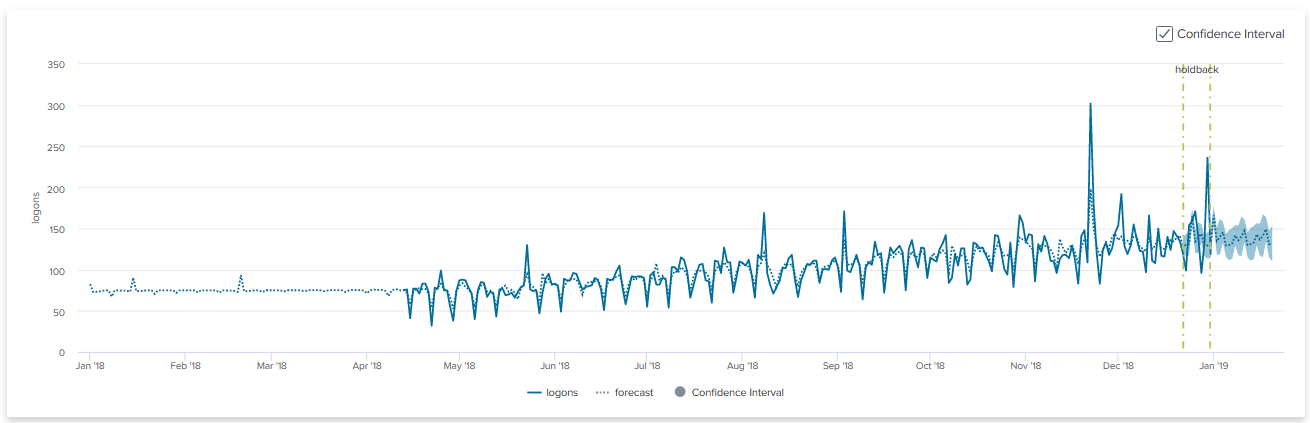 Confidence Interval
holdback
350
300
250
200
150
100
50
0
logons
Jan '18 Feb '18 Mar '18 Apr '18 May '18 Jun '18 Jul '18 Aug '18 Sep '18 Oct '18 Nov '18 Dec '18 Jan '19
logons forecast Confidence Interval